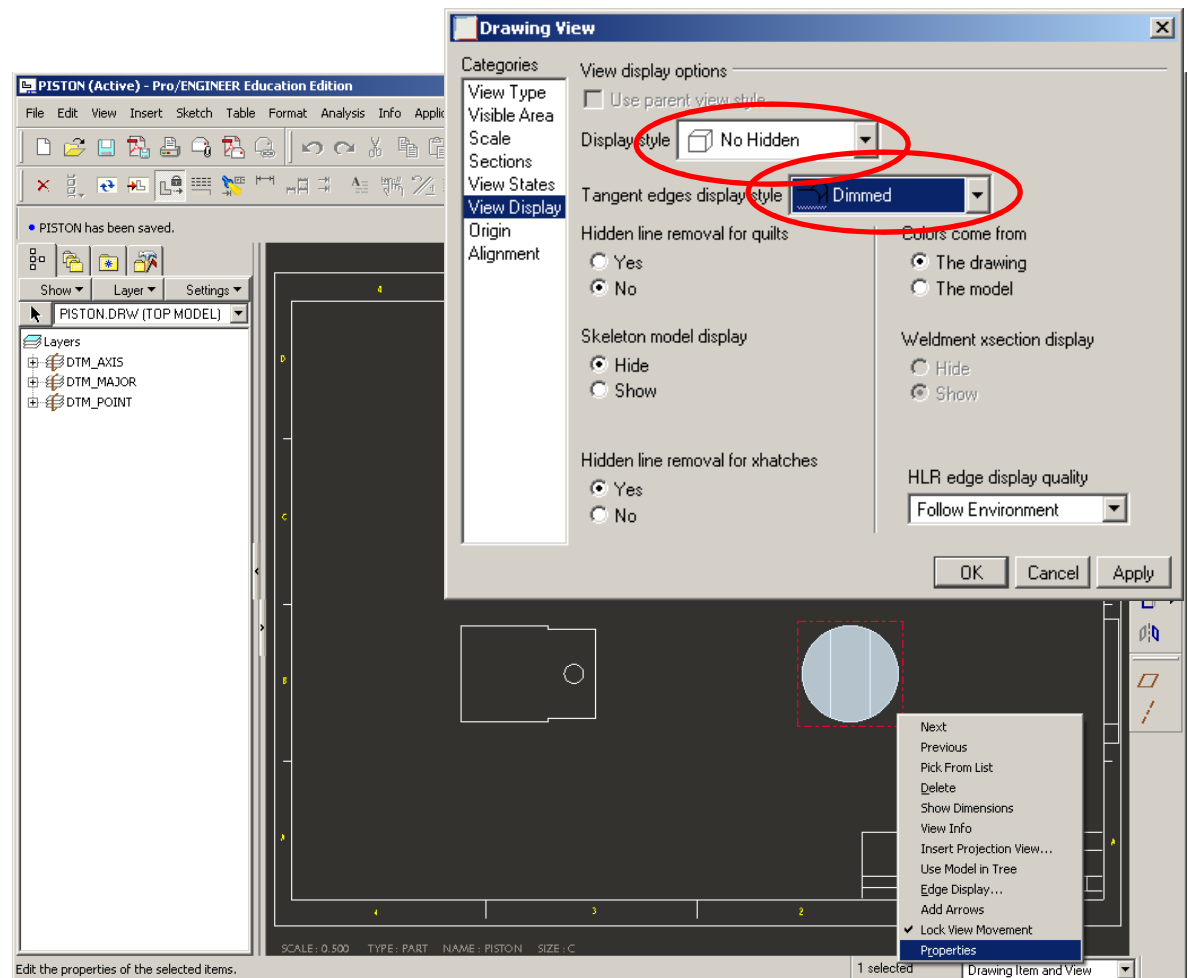 Drawing View
Categories
View Type
Visible Area
Scale
Sections
View States
View Display
Origin
Alignment
View display options
Use parent view style
Display style No Hidden
Tangent edges display style Dimmed
Hidden line removal for quilts
Yes
No
Colors come from
The drawing
The model
Skeleton model display
Hide
Show
Weldment xsection display
Hide
Show
Hidden line removal for xhatches
Yes
No
HLR edge display quality
Follow Environment
OK Cancel Apply
PISTON (Active) - Pro/ENGINEER Education Edition
File Edit View Insert Sketch Table Format Analysis Info Applic
• PISTON has been saved.
Show Layer Settings
PISTON.DRW (TOP MODEL)
Layers
DTM_AXIS
DTM_MAJOR
DTM_POINT
4
D
C
B
A
A
4 3 2
Next
Previous
Pick From List
Delete
Show Dimensions
View Info
Insert Projection View...
Use Model in Tree
Edge Display...
Add Arrows
Lock View Movement
Properties
SCALE : 0.500 TYPE : PART NAME : PISTON SIZE : C
Edit the properties of the selected items.
1 selected
Drawing Item and View